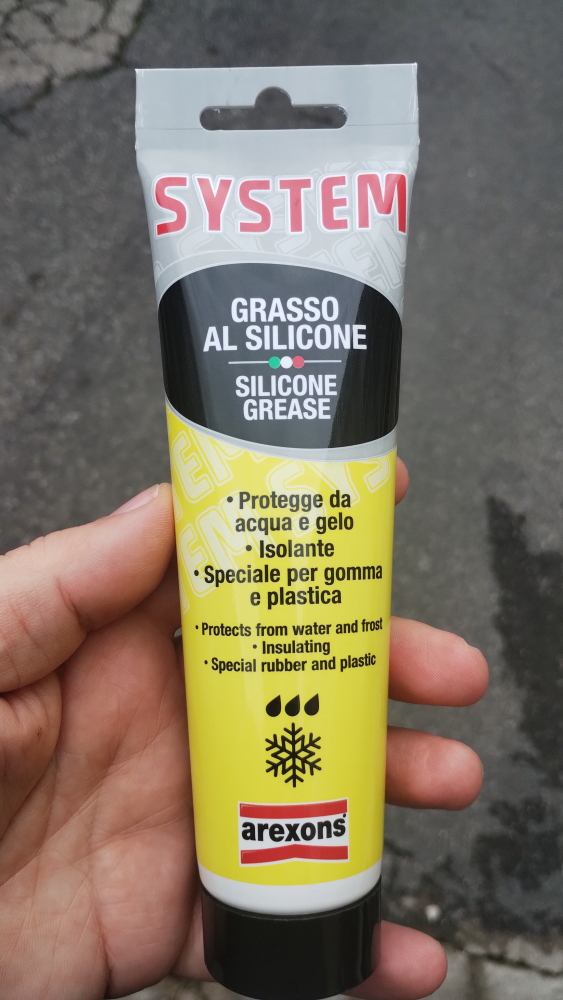 SYSTEM
GRASSO
AL SILICONE
SILICONE
GREASE
• Protegge da
acqua e gelo
• Isolante
• Speciale per gomma
e plastica
• Protects from water and frost
• Insulating
• Special rubber and plastic
arexons